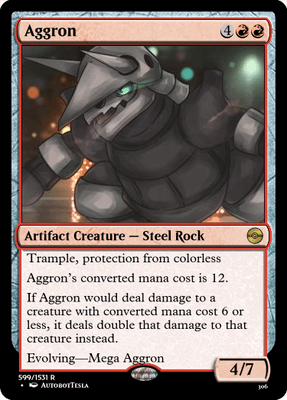 Aggron 4
Artifact Creature — Steel Rock
Trample, protection from colorless
Aggron's converted mana cost is 12.
If Aggron would deal damage to a
creature with converted mana cost 6 or
less, it deals double that damage to that
creature instead.
Evolving—Mega Aggron
4/7
599/1531 R
• AutobotTesla
306